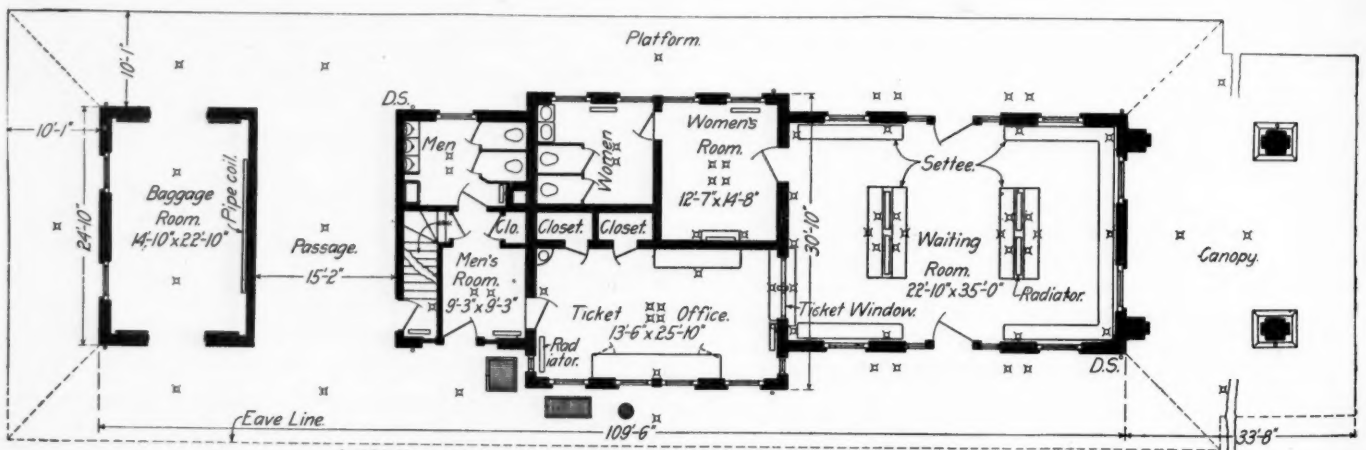 Platform.
10'-1"
D.S.
10'-1"
24'-10"
Baggage
Room.
14'-10"x22'-10"
Pipe coil.
Passage.
15'-2"
Men
Clo.
Men's
Room.
9'-3"x9'-3"
Women
Women's
Room.
12'-7"x14'-8"
Closet.
Closet.
Ticket Office.
13'-6"x25'-10"
Rad
iator.
30'-10"
Settee.
Waiting
Room.
22'-10"x35'-0"
Radiator.
Ticket Window.
Canopy.
D.S.
Eave Line.
109'-6"
33'-8"